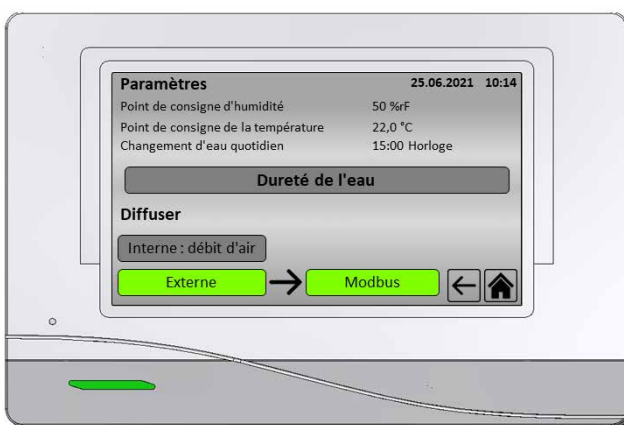 Paramètres 25.06.2021 10:14
Point de consigne d'humidité 50 %rF
Point de consigne de la température 22,0 °C
Changement d'eau quotidien 15:00 Horloge
Dureté de l'eau
Diffuser
Interne : débit d'air
Externe Modbus